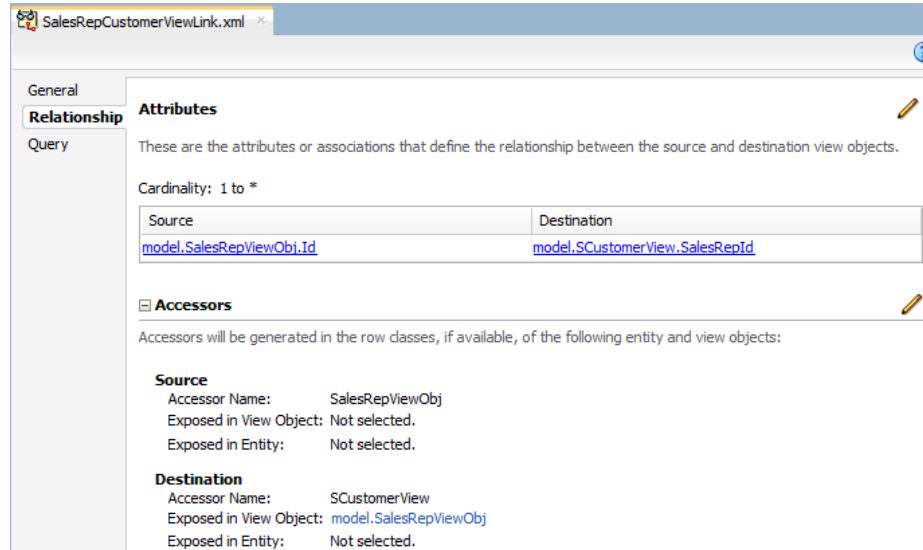 SalesRepCustomerViewLink.xml
General
Relationship
Query
Attributes
These are the attributes or associations that define the relationship between the source and destination view objects.
Cardinality: 1 to *
Source Destination
model.SalesRepViewObj.Id model.SCustomerView.SalesRepId
Accessors
Accessors will be generated in the row classes, if available, of the following entity and view objects:
Source
Accessor Name: SalesRepViewObj
Exposed in View Object: Not selected.
Exposed in Entity: Not selected.
Destination
Accessor Name: SCustomerView
Exposed in View Object: model.SalesRepViewObj
Exposed in Entity: Not selected.